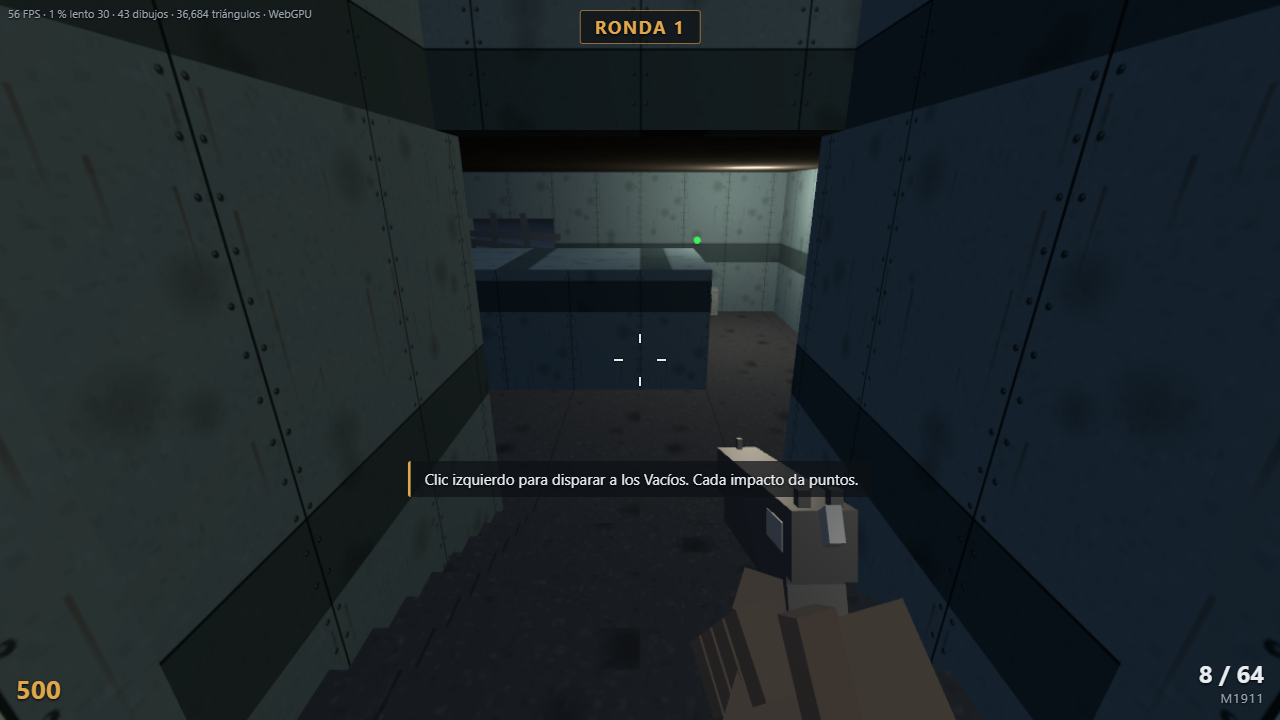 56 FPS · 1 % lento 30 · 43 dibujos · 36,684 triángulos · WebGPU
RONDA 1
Clic izquierdo para disparar a los Vacíos. Cada impacto da puntos.
500
8 / 64
M1911